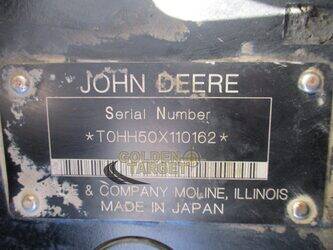 JOHN DEERE
Serial Number
*T0HH50X110162*
GOLDEN
TARGET
& COMPANY MOLINE, ILLINOIS
MADE IN JAPAN